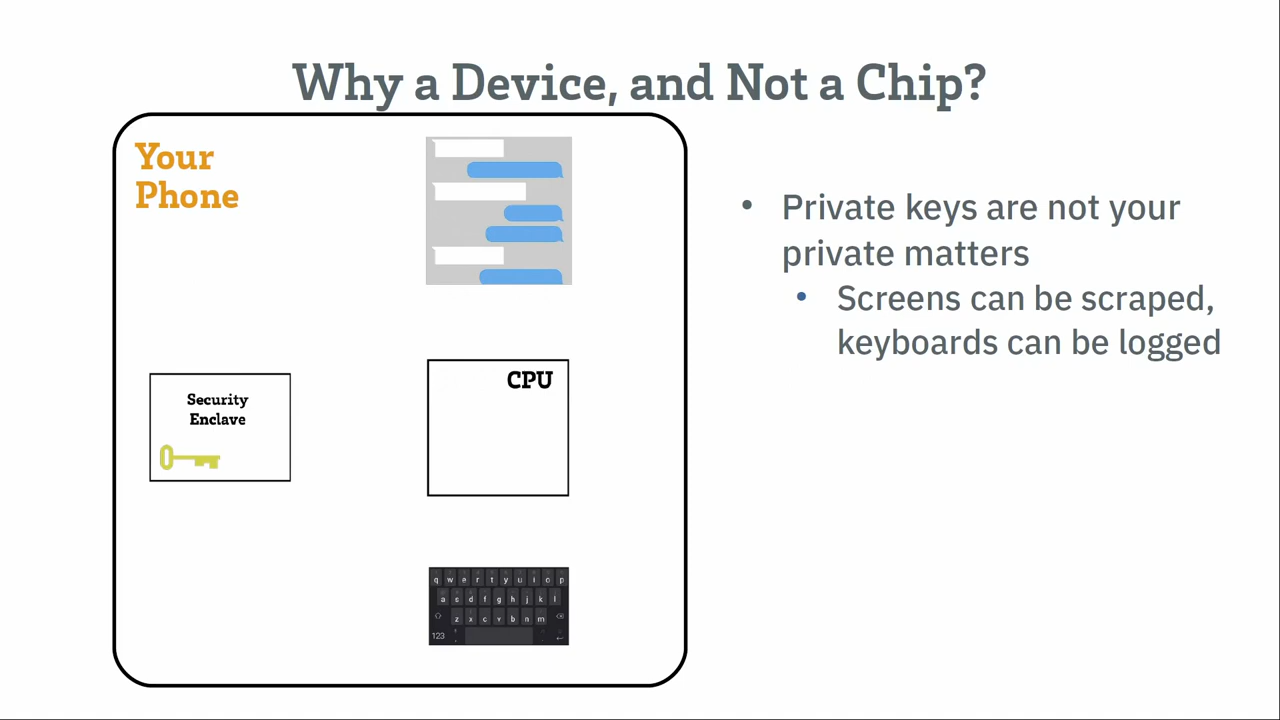 Why a Device, and Not a Chip?
Your
Phone
Security
Enclave
CPU
q w e r t y u i o p
a s d f g h j k l
z x c v b n m
123
• Private keys are not your
private matters
• Screens can be scraped,
keyboards can be logged